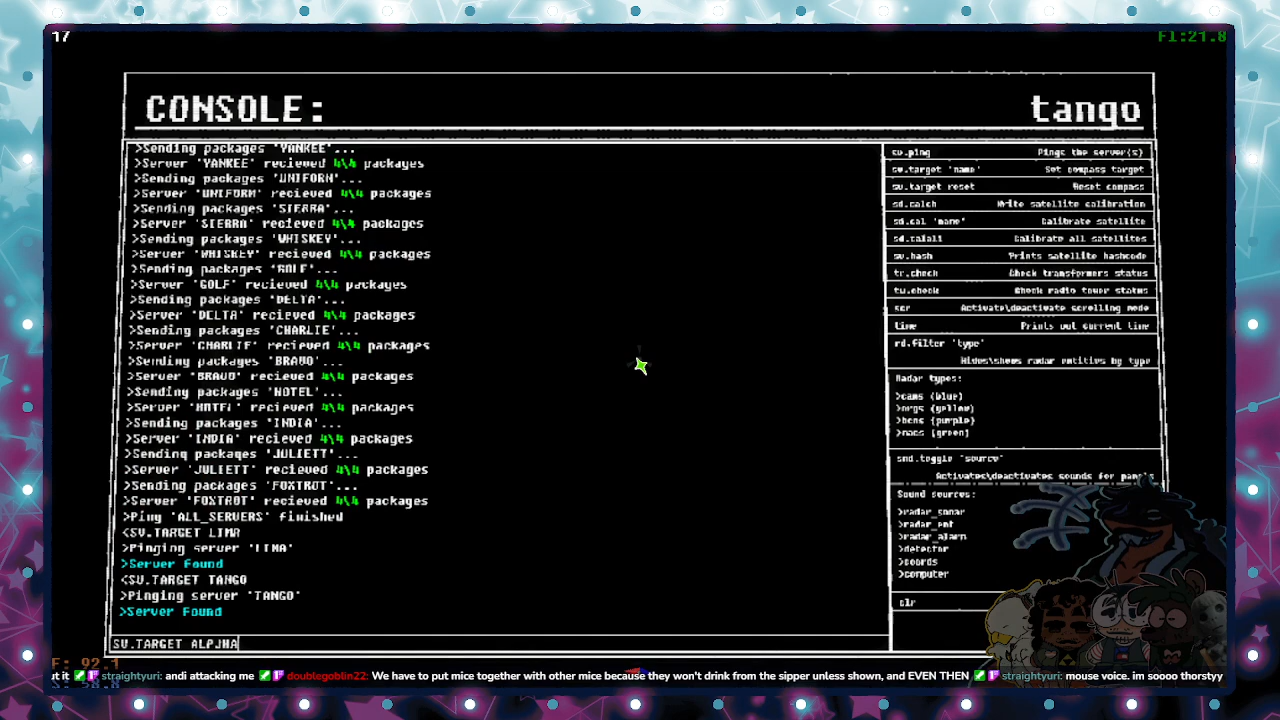 17
F1:21.8
CONSOLE:
tango
>Sending packages 'YANKEE'...
>Server 'YANKEE' recieved 4\4 packages
>Sending packages 'UNIFORM'...
>Server 'UNIFORM' recieved 4\4 packages
>Sending packages 'SIERRA'...
>Server 'SIERRA' recieved 4\4 packages
>Sending packages 'WHISKEY'...
>Server 'WHISKEY' recieved 4\4 packages
>Sending packages 'GOLF'...
>Server 'GOLF' recieved 4\4 packages
>Sending packages 'DELTA'...
>Server 'DELTA' recieved 4\4 packages
>Sending packages 'CHARLIE'...
>Server 'CHARLIE' recieved 4\4 packages
>Sending packages 'BRAVO'...
>Server 'BRAVO' recieved 4\4 packages
>Sending packages 'HOTEL'...
>Server 'HOTEL' recieved 4\4 packages
>Sending packages 'INDIA'...
>Server 'INDIA' recieved 4\4 packages
>Sending packages 'JULIETT'...
>Server 'JULIETT' recieved 4\4 packages
>Sending packages 'FOXTROT'...
>Server 'FOXTROT' recieved 4\4 packages
>Ping 'ALL_SERVERS' finished
<SV.TARGET LIMA
>Pinging server 'LIMA'
>Server Found
<SV.TARGET TANGO
>Pinging server 'TANGO'
>Server Found
SV.TARGET ALPJHA
sv.ping Pings the server(s)
sv.target 'name' Set compass target
sv.target reset Reset compass
sd.calch Write satellite calibration
sd.cal 'name' Calibrate satellite
sd.calall Calibrate all satellites
sv.hash Prints satellite hashcode
tr.check Check transformers status
tw.check Check radio tower status
scr Activate\deactivate scrolling mode
time Prints out current time
rd.filter 'type'
Hides\shows radar entities by type
Radar types:
>cams (blue)
>orgs (yellow)
>bcns (purple)
>nacs (green)
snd.toggle 'source'
Activates\deactivates sounds for panels
Sound sources:
>radar_sonar
>radar_ent
>radar_alarm
>detector
>coords
>computer
clr
F: 92.1
ut it straightyuri: andi attacking me doublegoblin22: We have to put mice together with other mice because they won't drink from the sipper unless shown, and EVEN THEN straightyuri: mouse voice. im soooo thorstyy